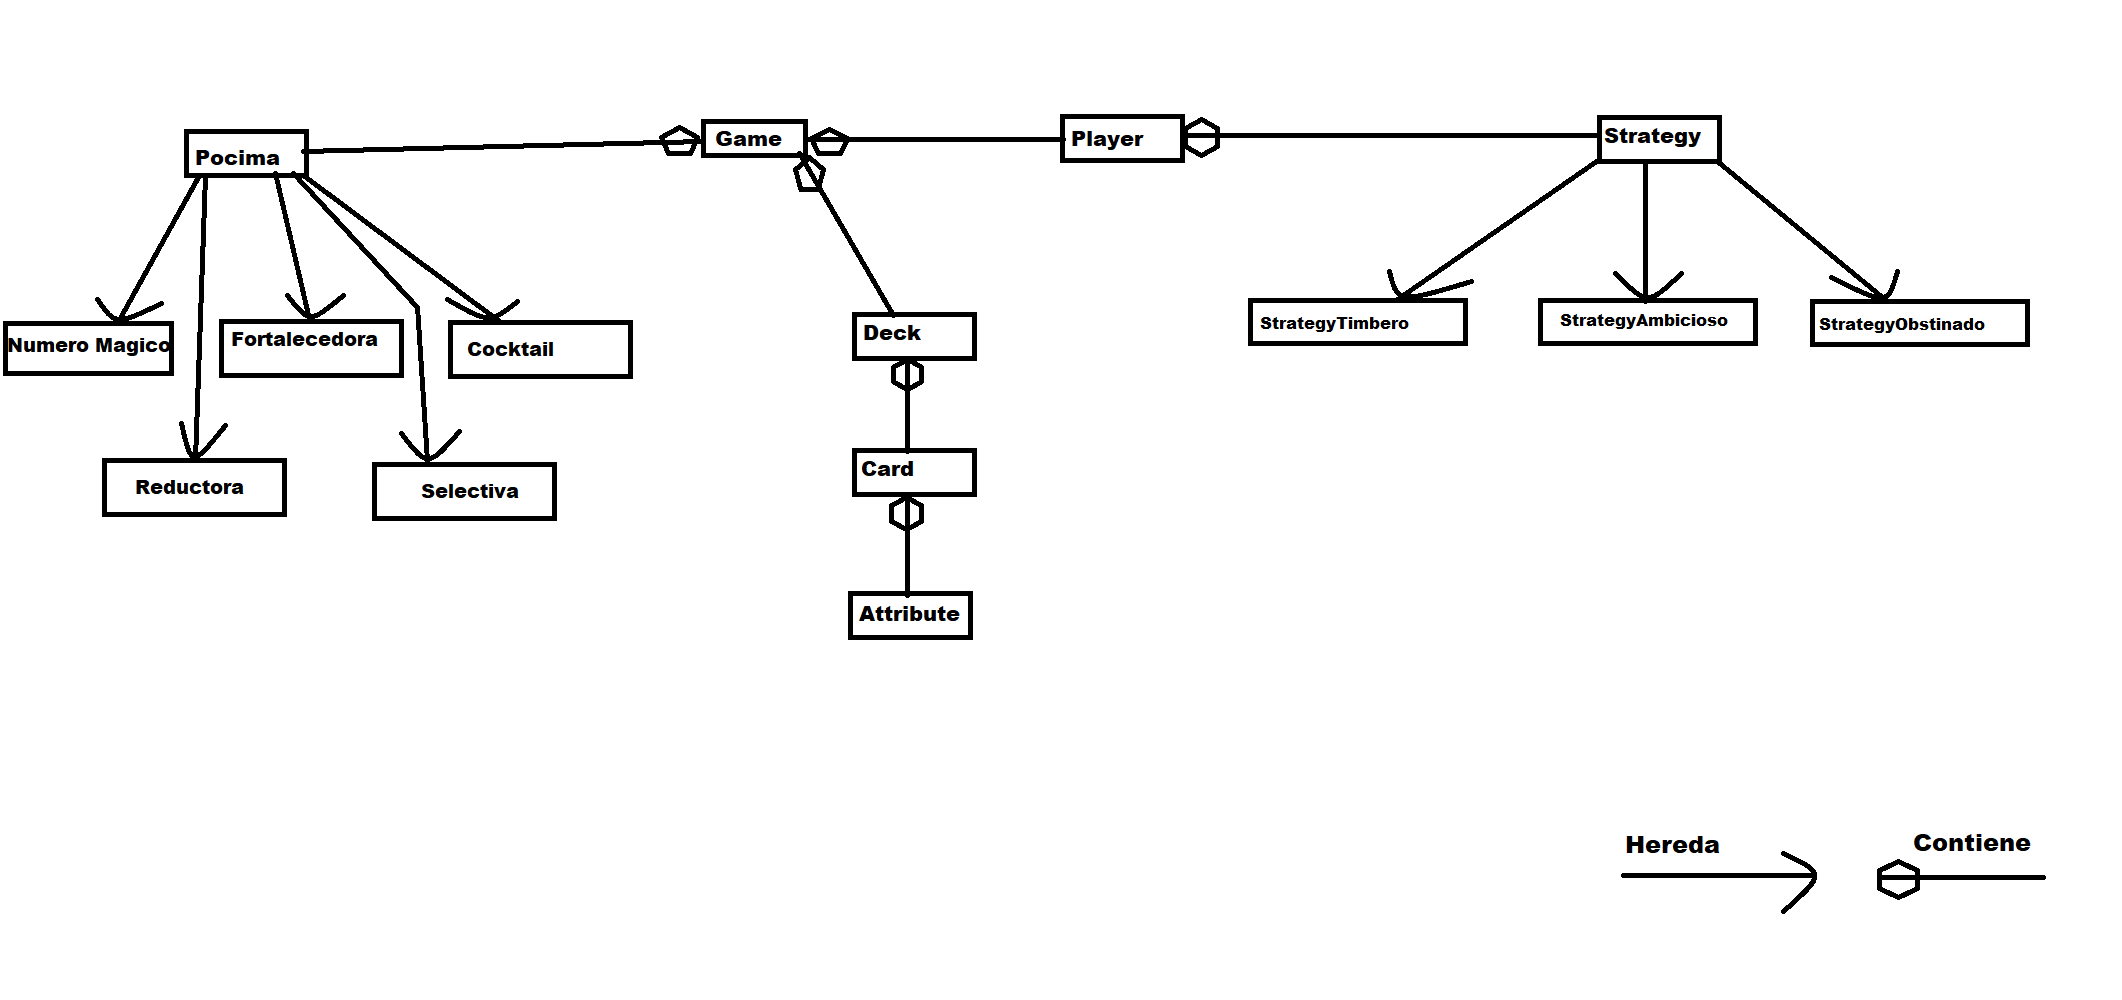 Pocima
Game
Player
Strategy
Numero Magico
Fortalecedora
Cocktail
Reductora
Selectiva
Deck
Card
Attribute
StrategyTimbero
StrategyAmbicioso
StrategyObstinado
Hereda
Contiene